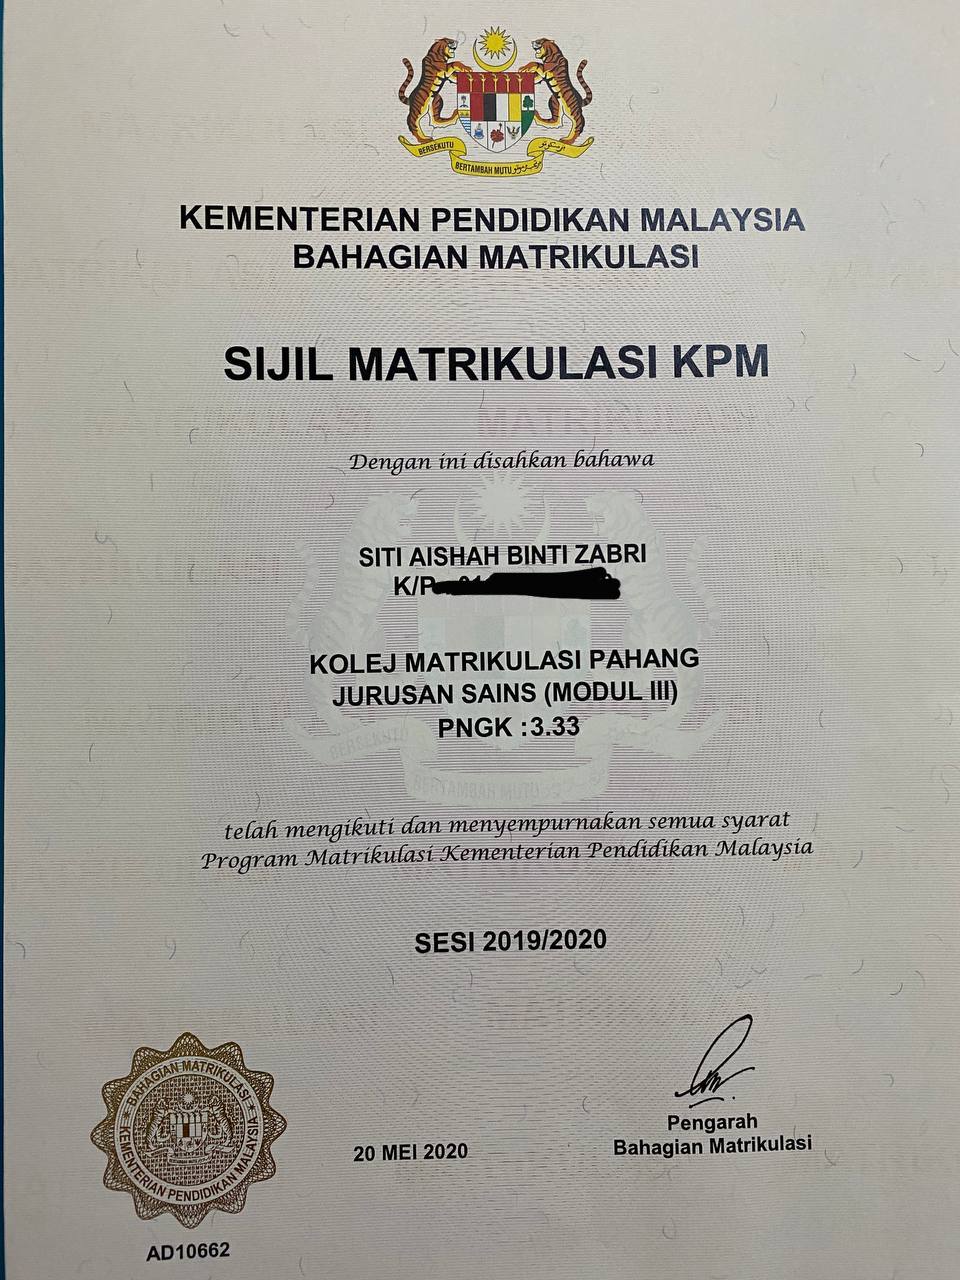 BERSEKUTU
BERTAMBAH MUTU
KEMENTERIAN PENDIDIKAN MALAYSIA
BAHAGIAN MATRIKULASI
SIJIL MATRIKULASI KPM
MATRIKULASI
Dengan ini disahkan bahawa
SITI AISHAH BINTI ZABRI
K/P
KOLEJ MATRIKULASI PAHANG
JURUSAN SAINS (MODUL III)
PNGK : 3.33
telah mengikuti dan menyempurnakan semua syarat
Program Matrikulasi Kementerian Pendidikan Malaysia
SESI 2019/2020
BAHAGIAN MATRIKULASI
KEMENTERIAN PENDIDIKAN MALAYSIA
20 MEI 2020
Pengarah
Bahagian Matrikulasi
AD10662